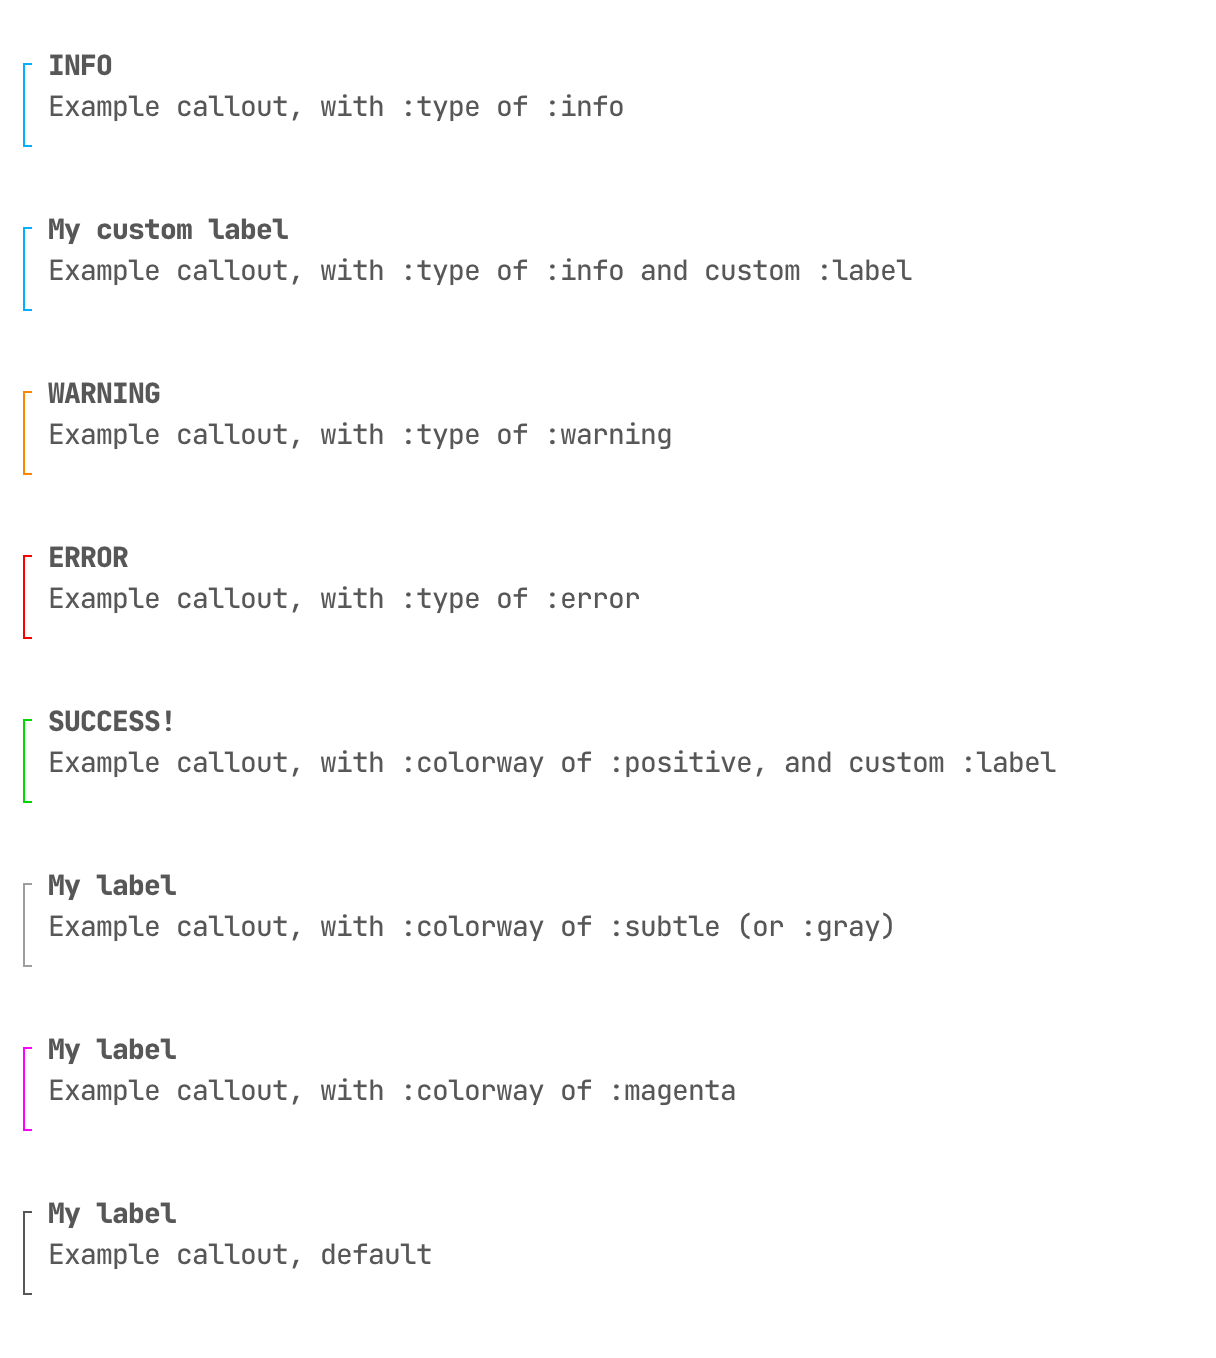 INFO
Example callout, with :type of :info
My custom label
Example callout, with :type of :info and custom :label
WARNING
Example callout, with :type of :warning
ERROR
Example callout, with :type of :error
SUCCESS!
Example callout, with :colorway of :positive, and custom :label
My label
Example callout, with :colorway of :subtle (or :gray)
My label
Example callout, with :colorway of :magenta
My label
Example callout, default